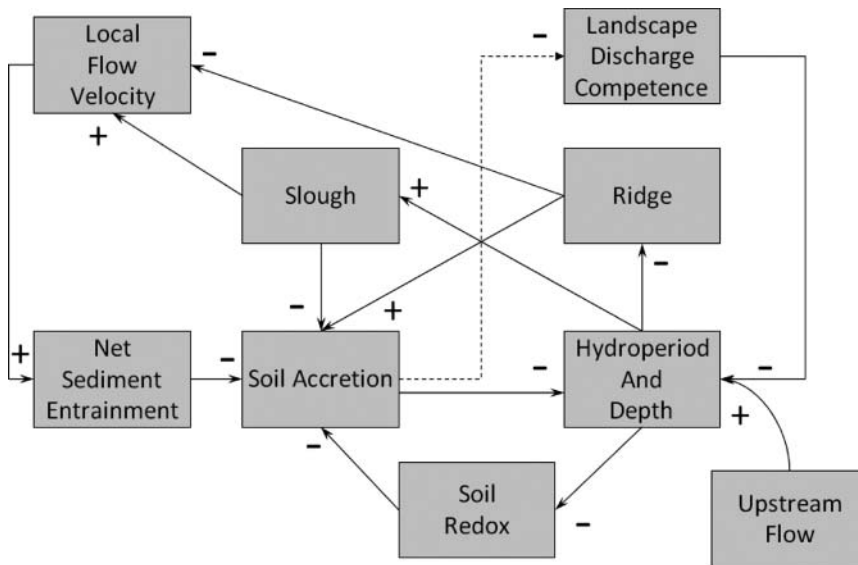 Local
Flow
Velocity
-
-
Landscape
Discharge
Competence
+
Slough
+
Ridge
-
-
+
+
Net
Sediment
Entrainment
-
Soil Accretion
-
Hydroperiod
And
Depth
-
+
-
Soil
Redox
-
Upstream
Flow